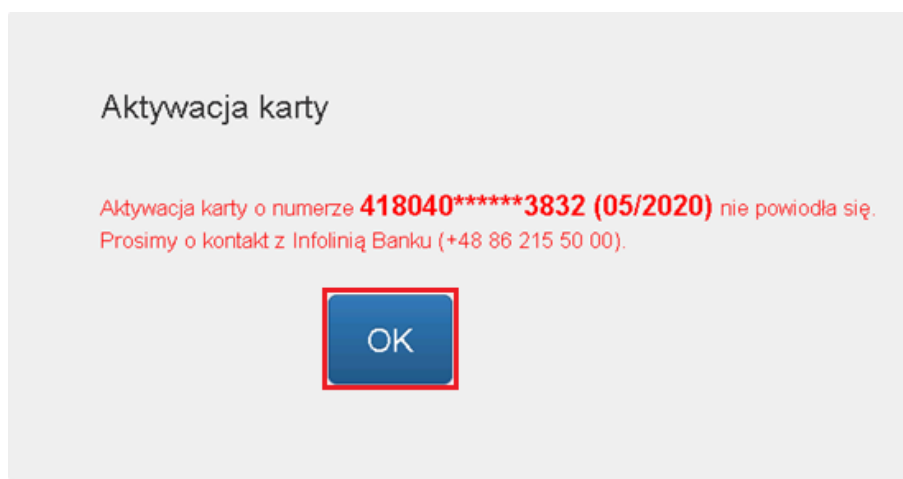 Aktywacja karty
Aktywacja karty o numerze 418040******3832 (05/2020) nie powiodła się.
Prosimy o kontakt z Infolinią Banku (+48 86 215 50 00).
OK